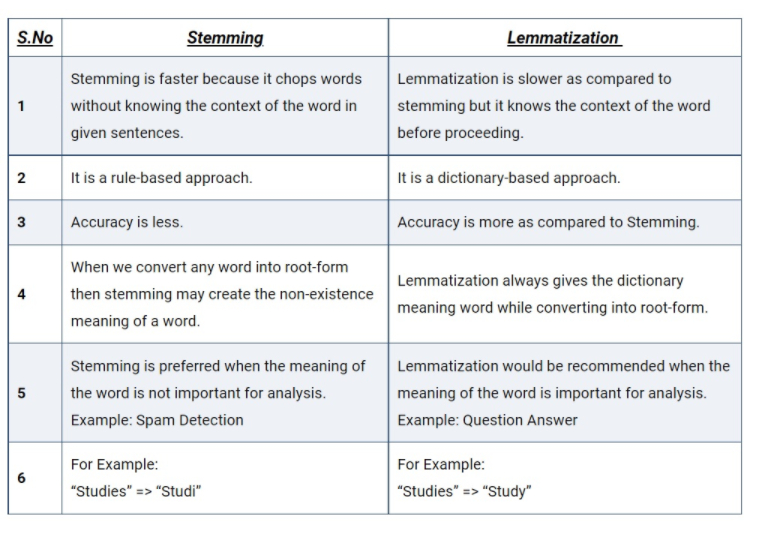 S.No Stemming Lemmatization
1
Stemming is faster because it chops words
without knowing the context of the word in
given sentences.
Lemmatization is slower as compared to
stemming but it knows the context of the word
before proceeding.
2
It is a rule-based approach.
It is a dictionary-based approach.
3
Accuracy is less.
Accuracy is more as compared to Stemming.
4
When we convert any word into root-form
then stemming may create the non-existence
meaning of a word.
Lemmatization always gives the dictionary
meaning word while converting into root-form.
5
Stemming is preferred when the meaning of
the word is not important for analysis.
Example: Spam Detection
Lemmatization would be recommended when the
meaning of the word is important for analysis.
Example: Question Answer
6
For Example:
“Studies” => “Studi”
For Example:
“Studies” => “Study”